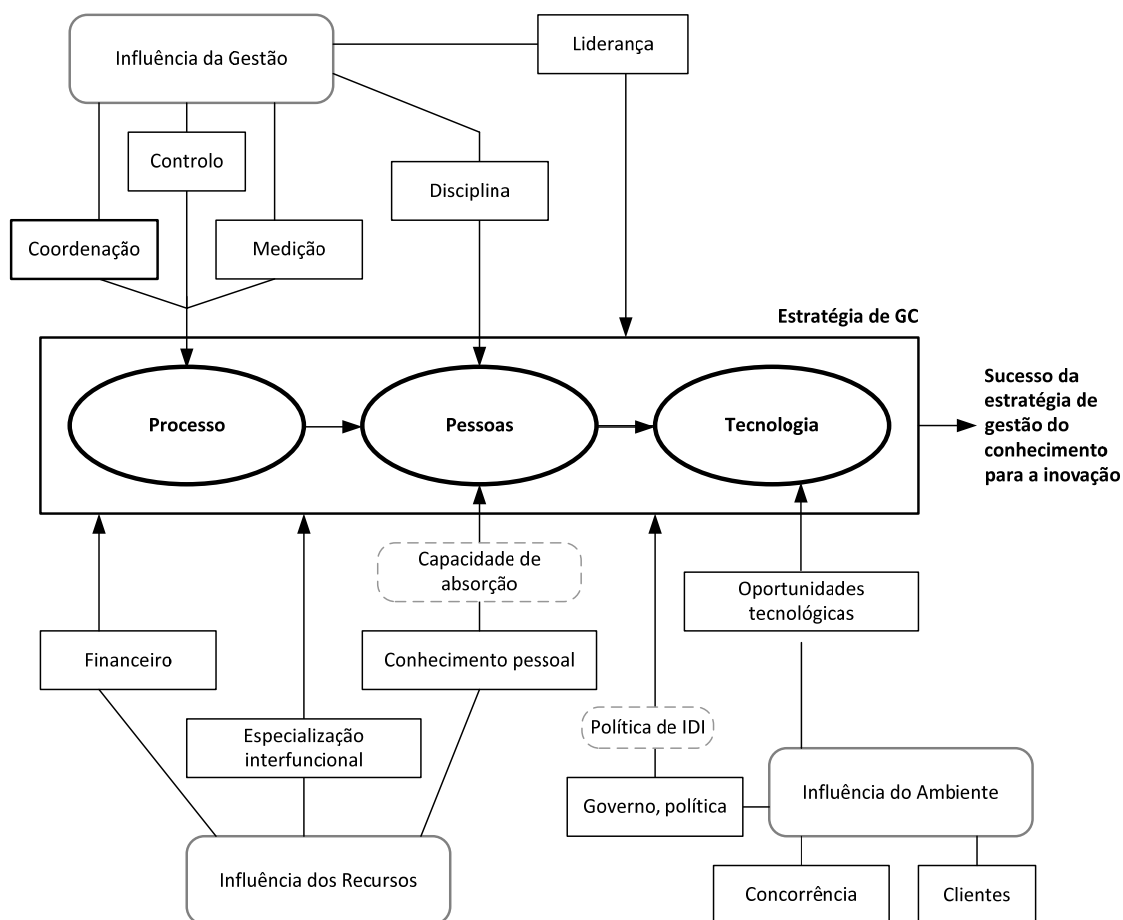 Influência da Gestão
Liderança
Controlo
Disciplina
Coordenação
Medição
Estratégia de GC
Processo
Pessoas
Tecnologia
Sucesso da
estratégia de
gestão do
conhecimento
para a inovação
Capacidade de
absorção
Oportunidades
tecnológicas
Financeiro
Conhecimento pessoal
Especialização
interfuncional
Política de IDI
Governo, política
Influência do Ambiente
Influência dos Recursos
Concorrência
Clientes